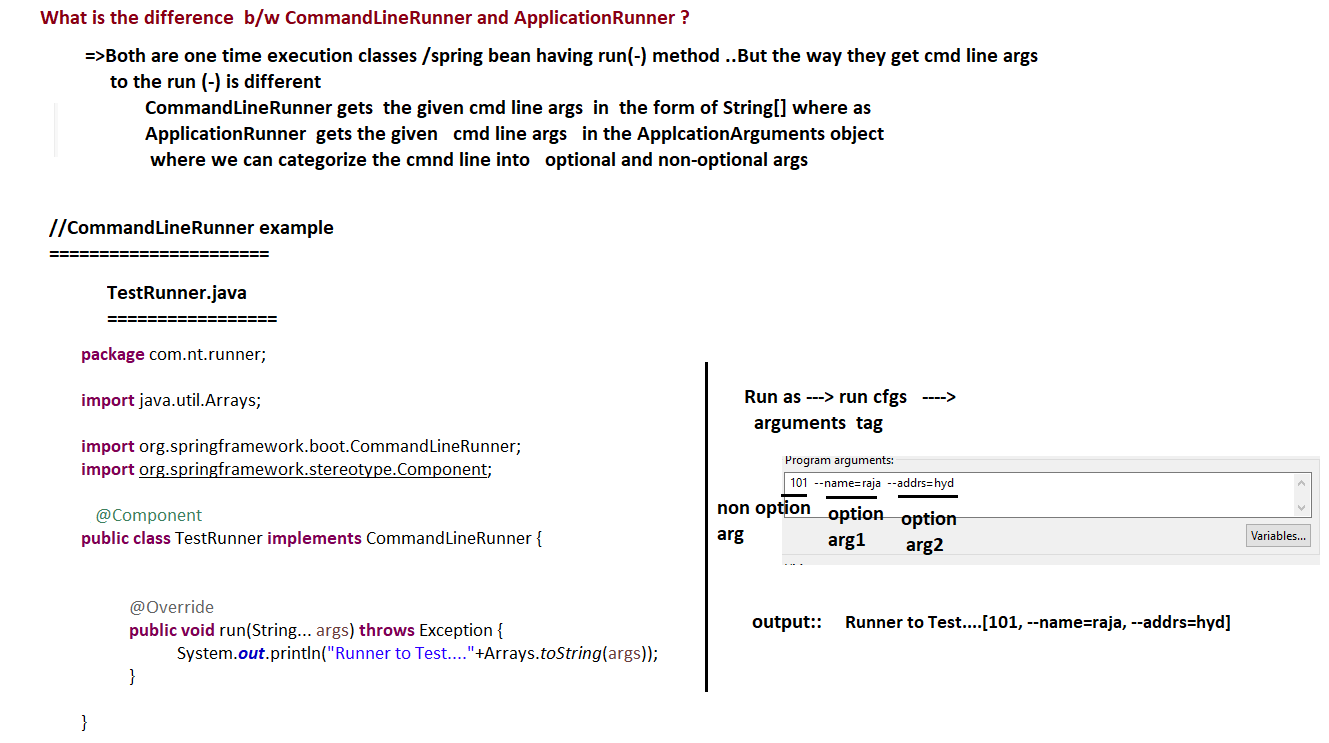 What is the difference b/w CommandLineRunner and ApplicationRunner ?
=>Both are one time execution classes /spring bean having run(-) method ..But the way they get cmd line args
to the run (-) is different
CommandLineRunner gets the given cmd line args in the form of String[] where as
ApplicationRunner gets the given cmd line args in the ApplcationArguments object
where we can categorize the cmnd line into optional and non-optional args
//CommandLineRunner example
======================
TestRunner.java
=================
package com.nt.runner;
import java.util.Arrays;
import org.springframework.boot.CommandLineRunner;
import org.springframework.stereotype.Component;
@Component
public class TestRunner implements CommandLineRunner {
@Override
public void run(String... args) throws Exception {
System.out.println("Runner to Test...."+Arrays.toString(args));
}
}
Run as ---> run cfgs ---->
arguments tag
Program arguments:
101 --name=raja --addrs=hyd
non option
arg
option
arg1
option
arg2
Variables...
output:: Runner to Test....[101, --name=raja, --addrs=hyd]